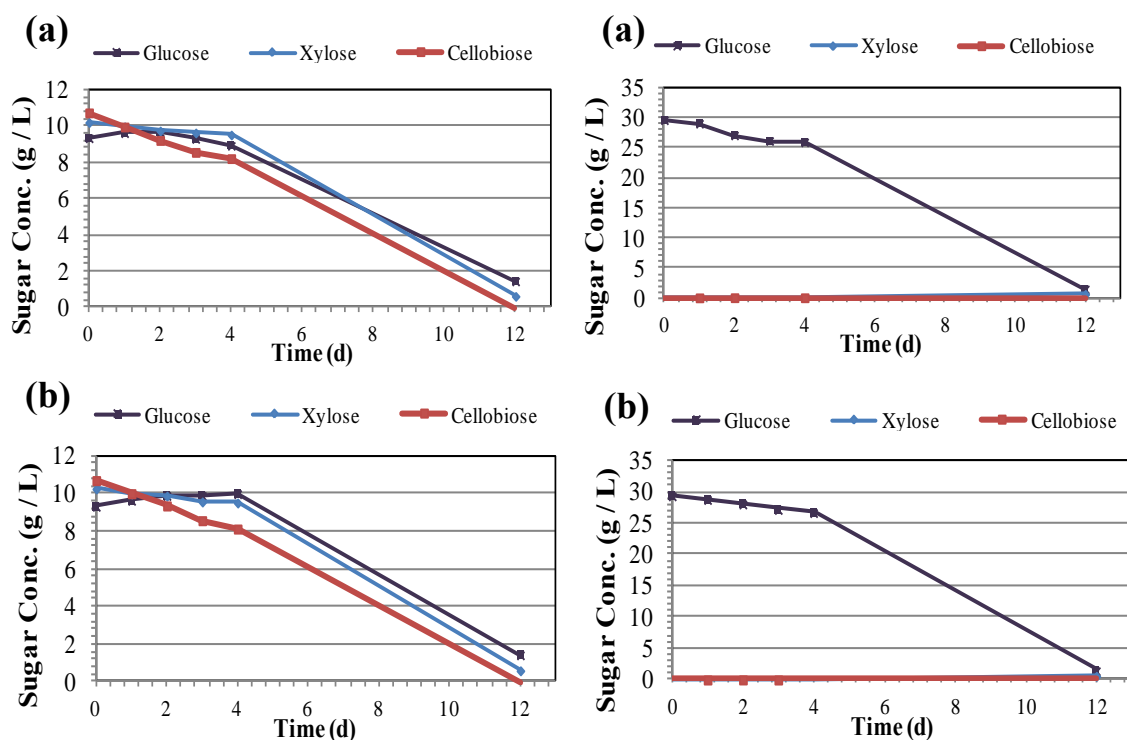 (a)
Glucose Xylose Cellobiose
Sugar Conc. (g / L)
12
10
8
6
4
2
0
0 2 4 6 8 10 12
Time (d)
(a)
Glucose Xylose Cellobiose
Sugar Conc. (g / L)
35
30
25
20
15
10
5
0
0 2 4 6 8 10 12
Time (d)
(b)
Glucose Xylose Cellobiose
Sugar Conc. (g / L)
12
10
8
6
4
2
0
0 2 4 6 8 10 12
Time (d)
(b)
Glucose Xylose Cellobiose
Sugar Conc. (g / L)
35
30
25
20
15
10
5
0
0 2 4 6 8 10 12
Time (d)